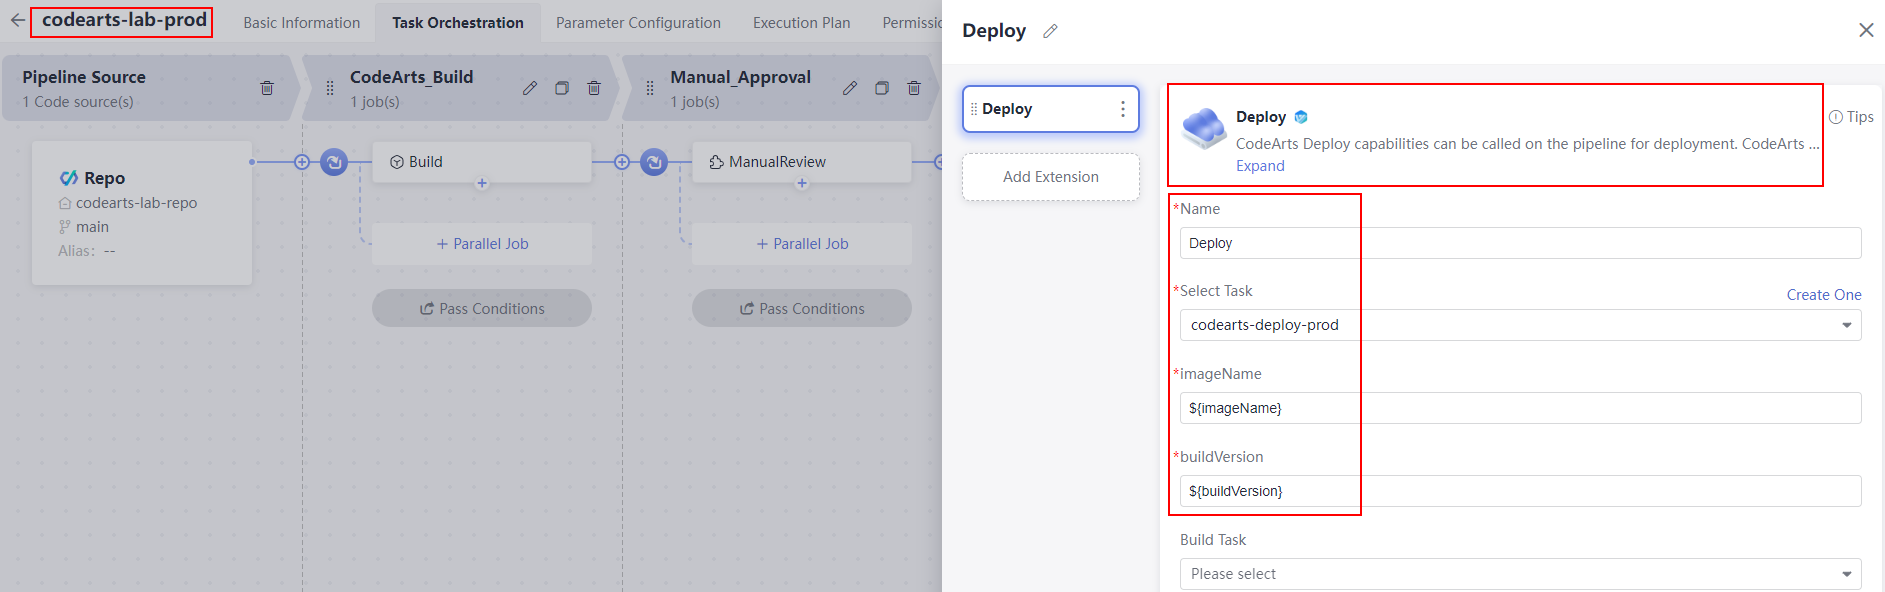 codearts-lab-prod
Basic Information
Task Orchestration
Parameter Configuration
Execution Plan
Permissio
Pipeline Source
1 Code source(s)
CodeArts_Build
1 job(s)
Manual_Approval
1 job(s)
Repo
codearts-lab-repo
main
Alias: --
Build
+ Parallel Job
Pass Conditions
ManualReview
+ Parallel Job
Pass Conditions
Deploy
Deploy
Add Extension
Deploy
CodeArts Deploy capabilities can be called on the pipeline for deployment. CodeArts ...
Expand
Tips
*Name
Deploy
*Select Task
Create One
codearts-deploy-prod
*imageName
${imageName}
*buildVersion
${buildVersion}
Build Task
Please select